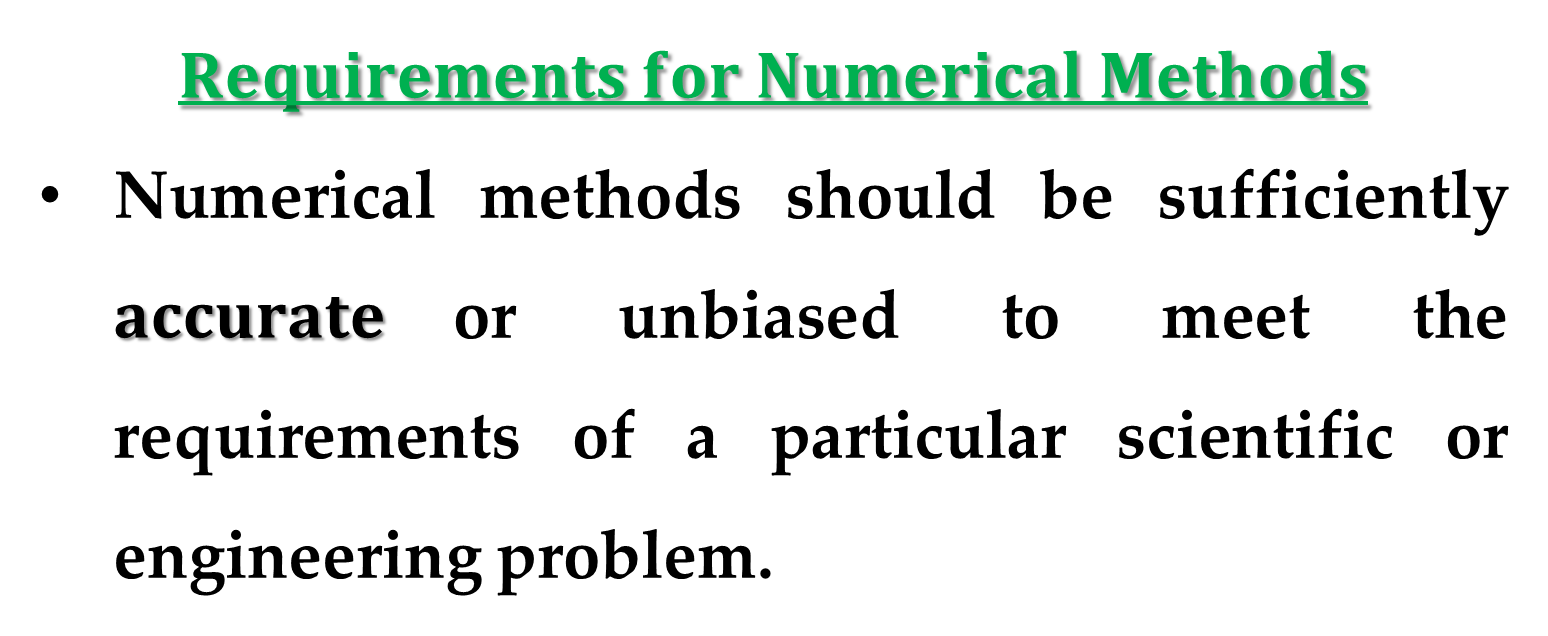 Requirements for Numerical Methods
• Numerical methods should be sufficiently
accurate or unbiased to meet the
requirements of a particular scientific or
engineering problem.